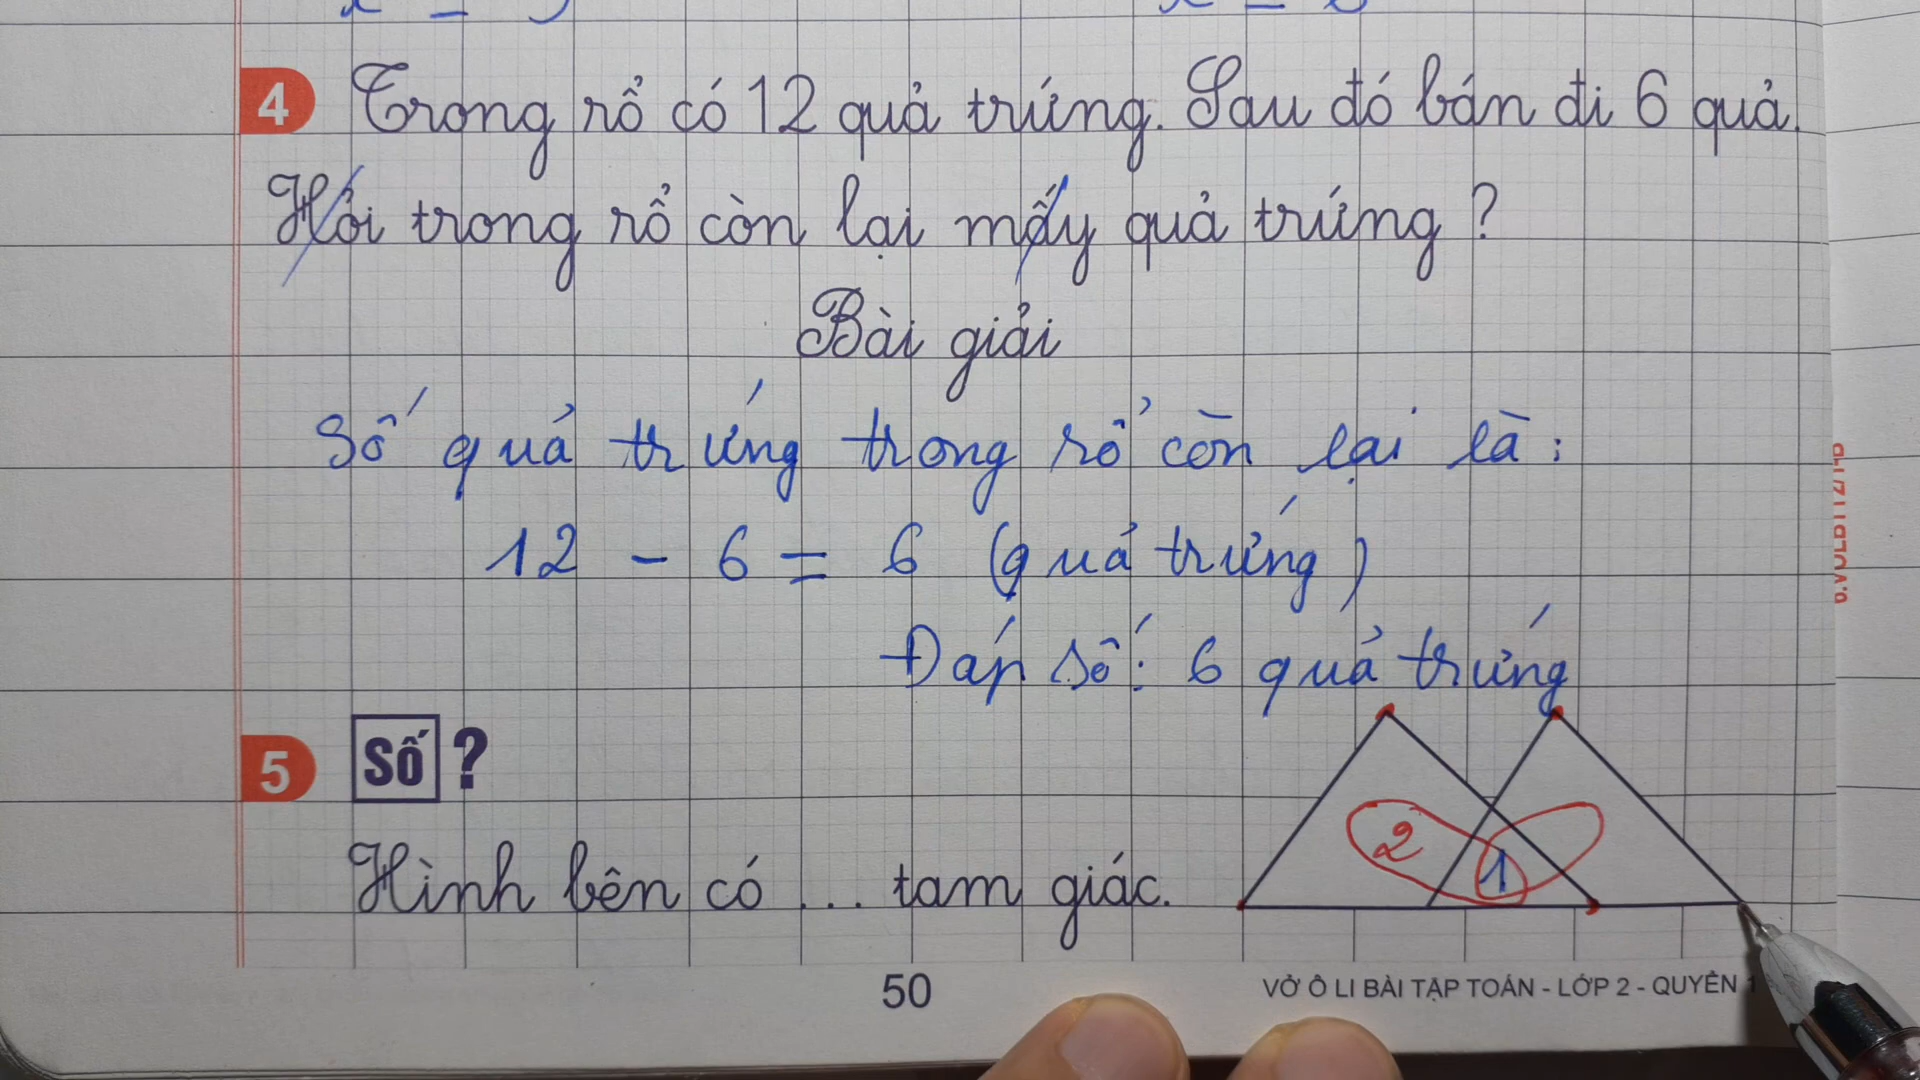 4 Trong rổ có 12 quả trứng. Sau đó bán đi 6 quả.
Hỏi trong rổ còn lại mấy quả trứng?
Bài giải
Số quả trứng trong rổ còn lại là:
12 - 6 = 6 (quả trứng)
Đáp số: 6 quả trứng
5 Số ?
2
1
Hình bên có ... tam giác.
50
VỞ Ô LI BÀI TẬP TOÁN - LỚP 2 - QUYỂN 1